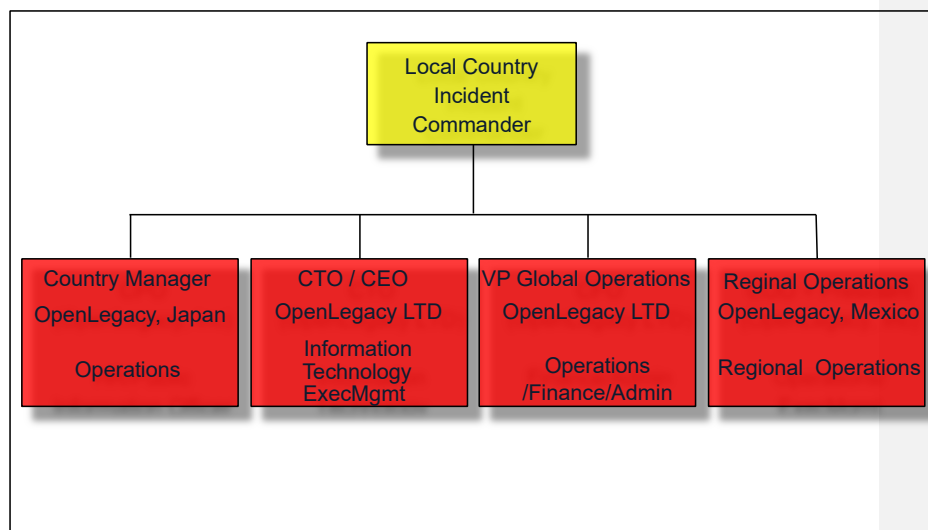 Local Country
Incident
Commander
Country Manager
OpenLegacy, Japan
Operations
CTO / CEO
OpenLegacy LTD
Information
Technology
ExecMgmt
VP Global Operations
OpenLegacy LTD
Operations
/Finance/Admin
Reginal Operations
OpenLegacy, Mexico
Regional  Operations